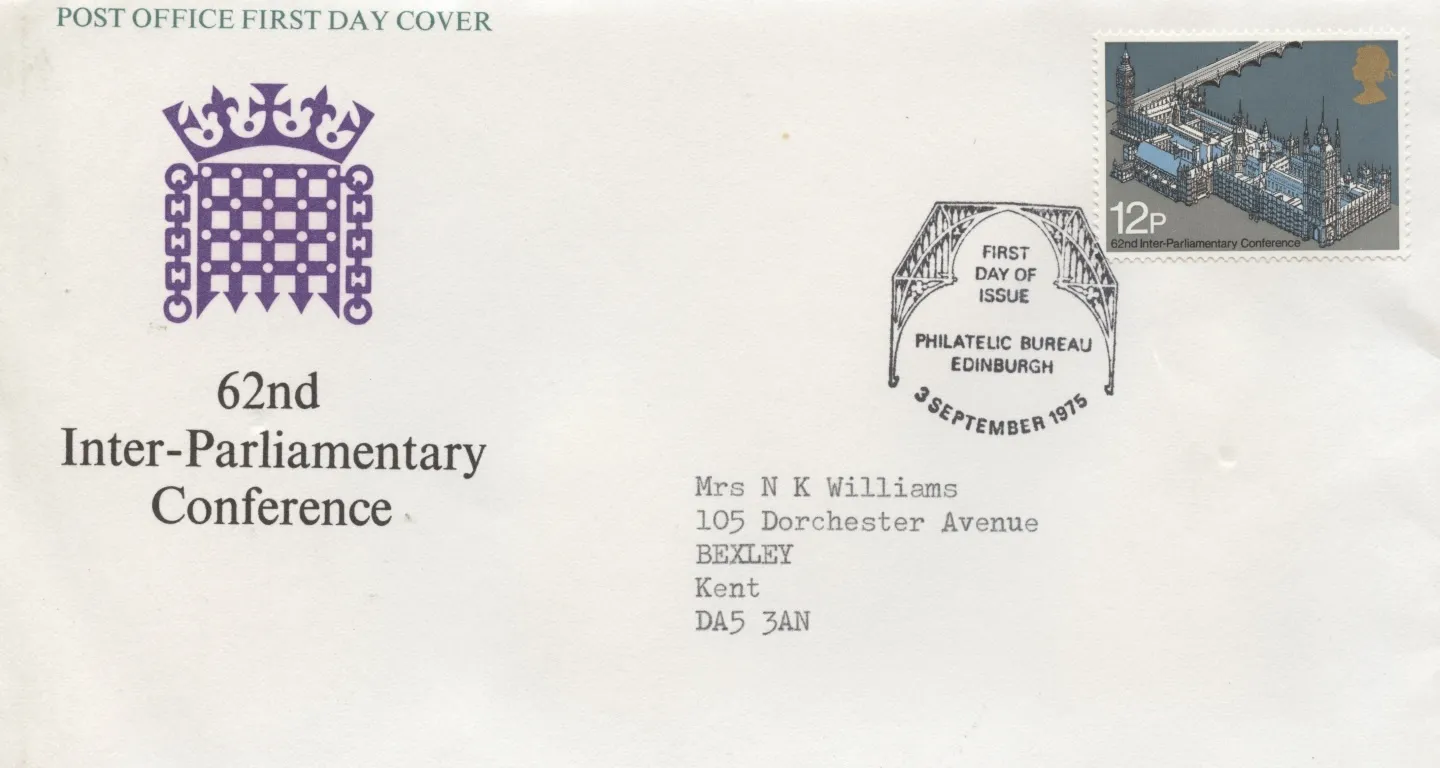 POST OFFICE FIRST DAY COVER
12P
62nd Inter-Parliamentary Conference
FIRST
DAY OF
ISSUE
PHILATELIC BUREAU
EDINBURGH
3 SEPTEMBER 1975
62nd
Inter-Parliamentary
Conference
Mrs N K Williams
105 Dorchester Avenue
BEXLEY
Kent
DA5 3AN